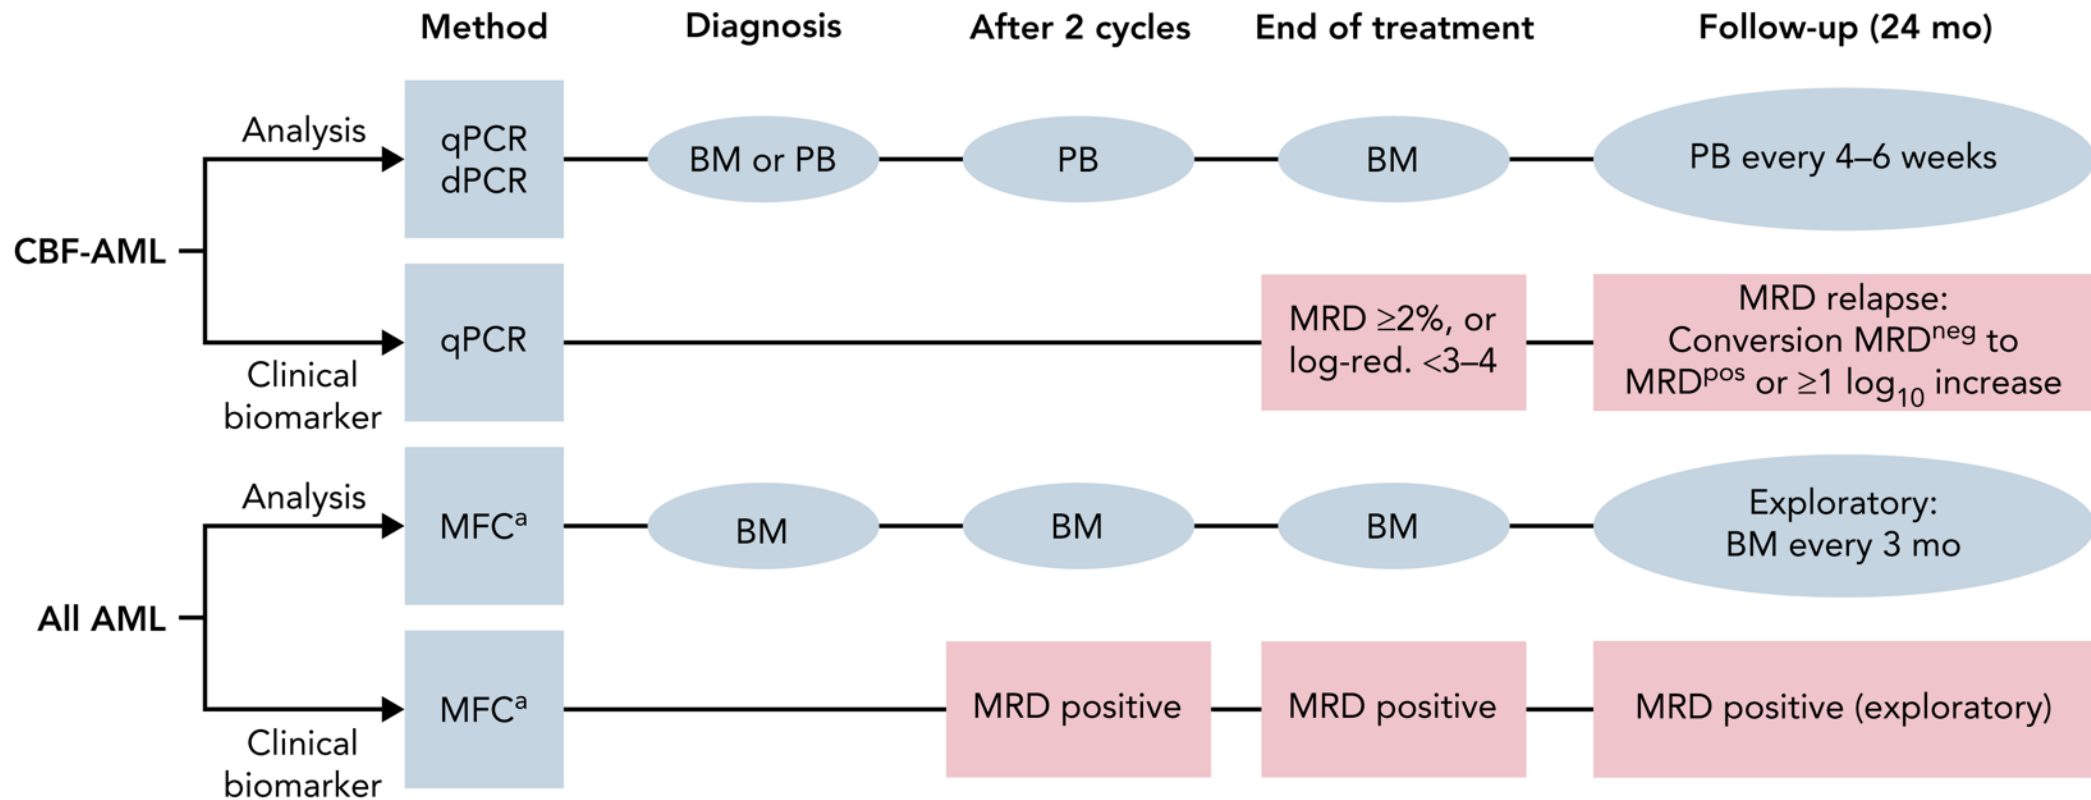 Method Diagnosis After 2 cycles End of treatment Follow-up (24 mo)
CBF-AML
Analysis
qPCR
dPCR
BM or PB
PB
BM
PB every 4–6 weeks
Clinical
biomarker
qPCR
MRD ≥2%, or
log-red. <3–4
MRD relapse:
Conversion MRDneg to
MRDpos or ≥1 log10 increase
All AML
Analysis
MFCa
BM
BM
BM
Exploratory:
BM every 3 mo
Clinical
biomarker
MFCa
MRD positive
MRD positive
MRD positive (exploratory)